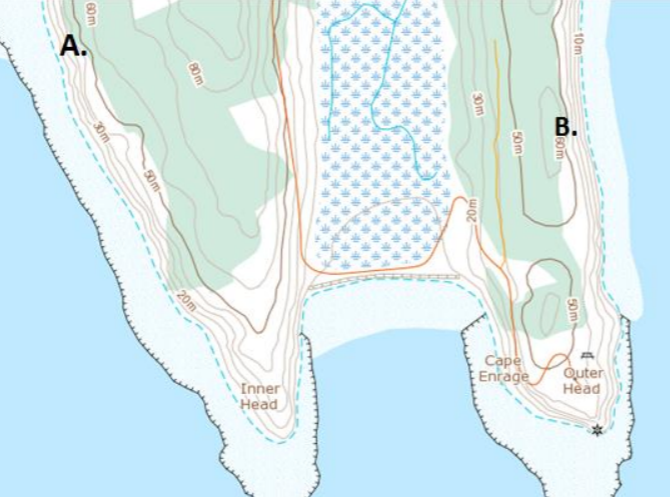 60m
A.
80m
10m
30m
30m
50m
B.
60m
50m
20m
20m
50m
Cape
Enrage
Outer
Head
Inner
Head